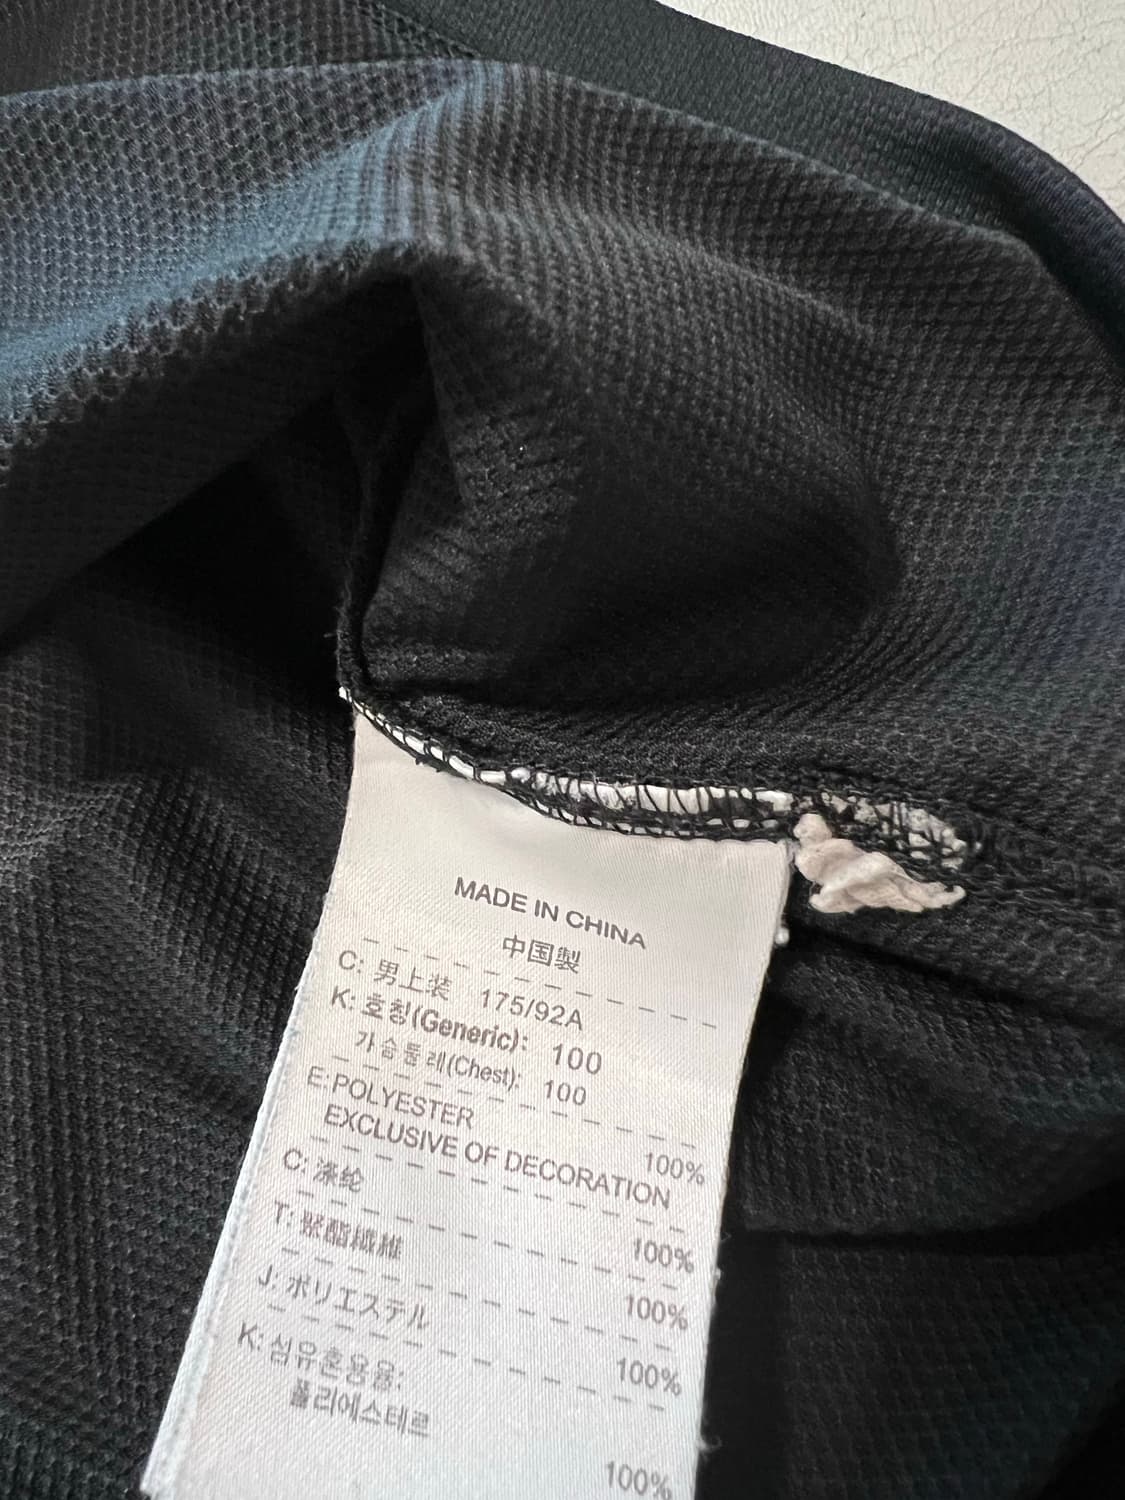 MADE IN CHINA
中国製
C: 男上装 175/92A
K: 호칭(Generic): 100
가슴둘레(Chest): 100
E: POLYESTER 100%
EXCLUSIVE OF DECORATION
C: 涤纶 100%
T: 聚酯纖維 100%
J: ポリエステル 100%
K: 섬유혼용율:
폴리에스테르 100%